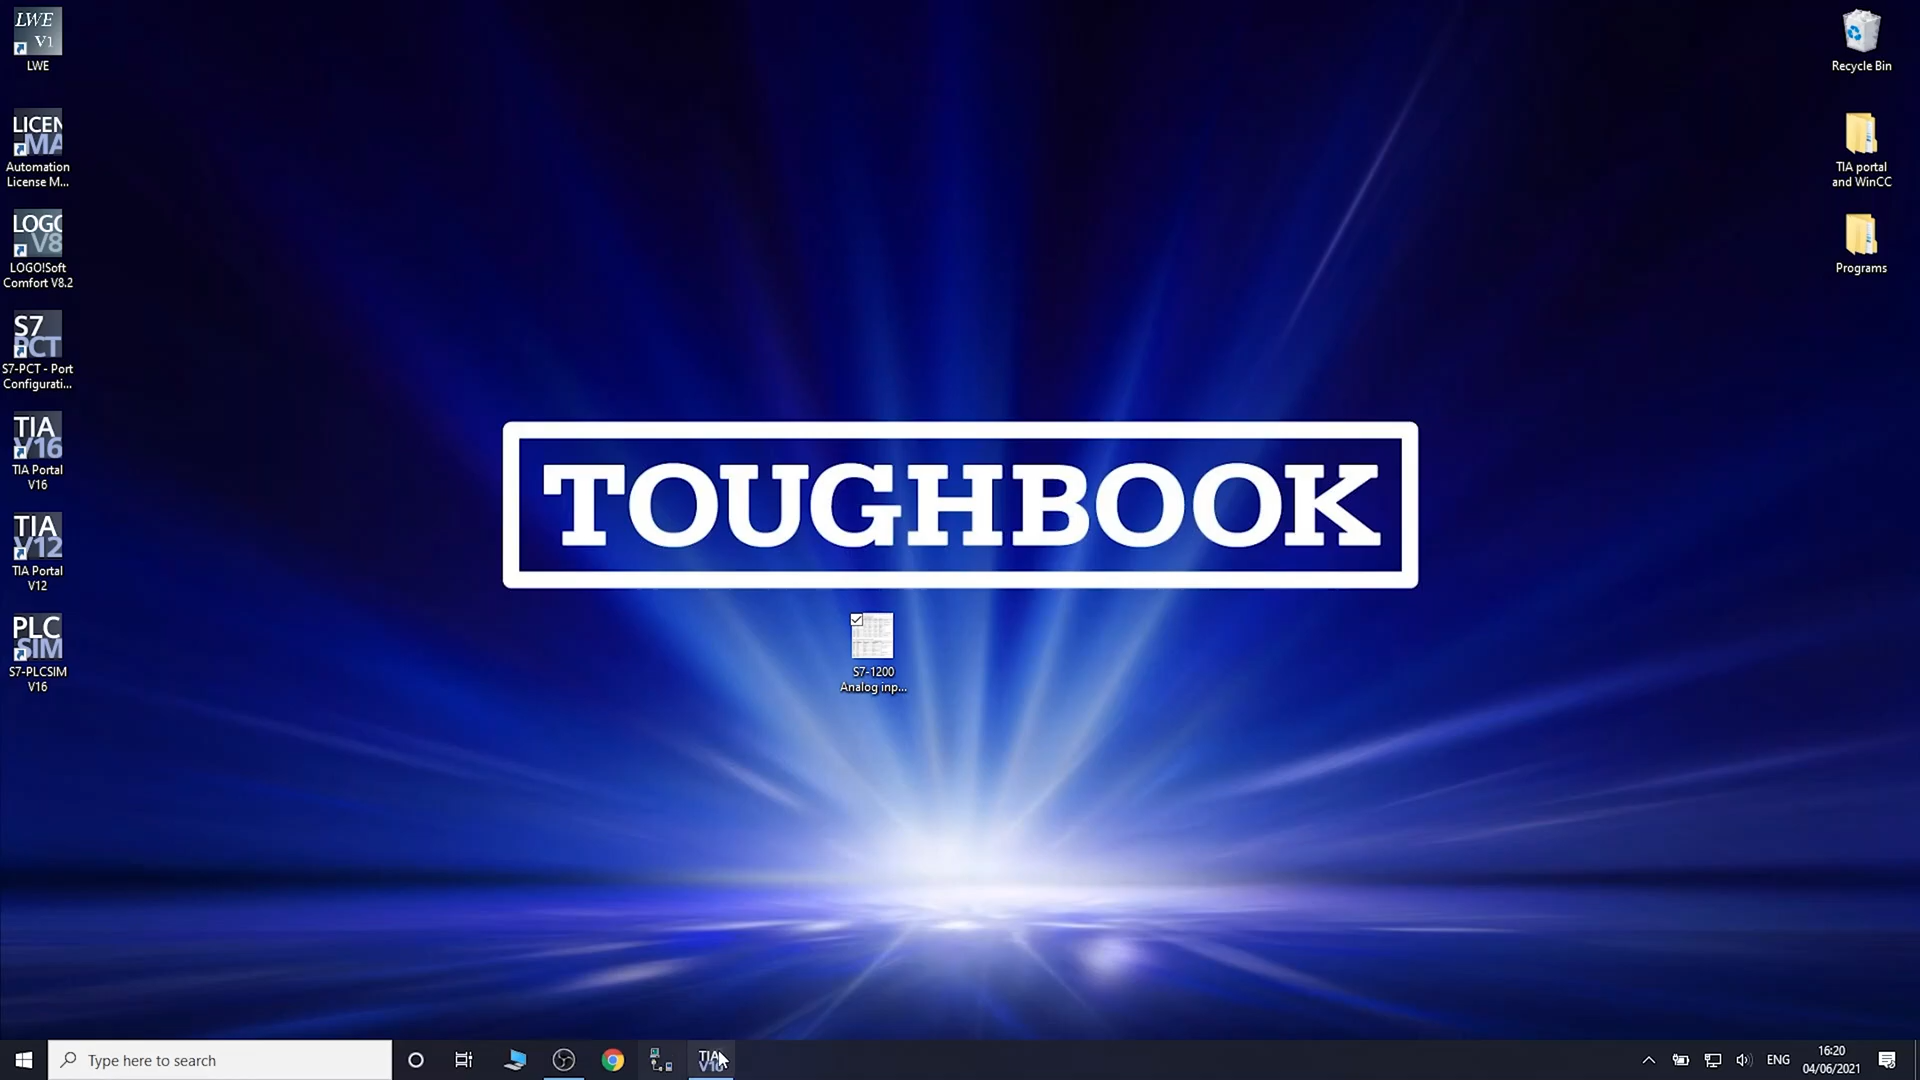 LWE
V1
LWE
LICEN
MA
Automation
License M...
LOGO
V8
LOGO!Soft
Comfort V8.2
S7
PCT
S7-PCT - Port
Configurati...
TIA
V16
TIA Portal
V16
TIA
V12
TIA Portal
V12
PLC
SIM
S7-PLCSIM
V16
TOUGHBOOK
S7-1200
Analog inp...
Recycle Bin
TIA portal
and WinCC
Programs
Type here to search
TIA
V16
ENG
16:20
04/06/2021